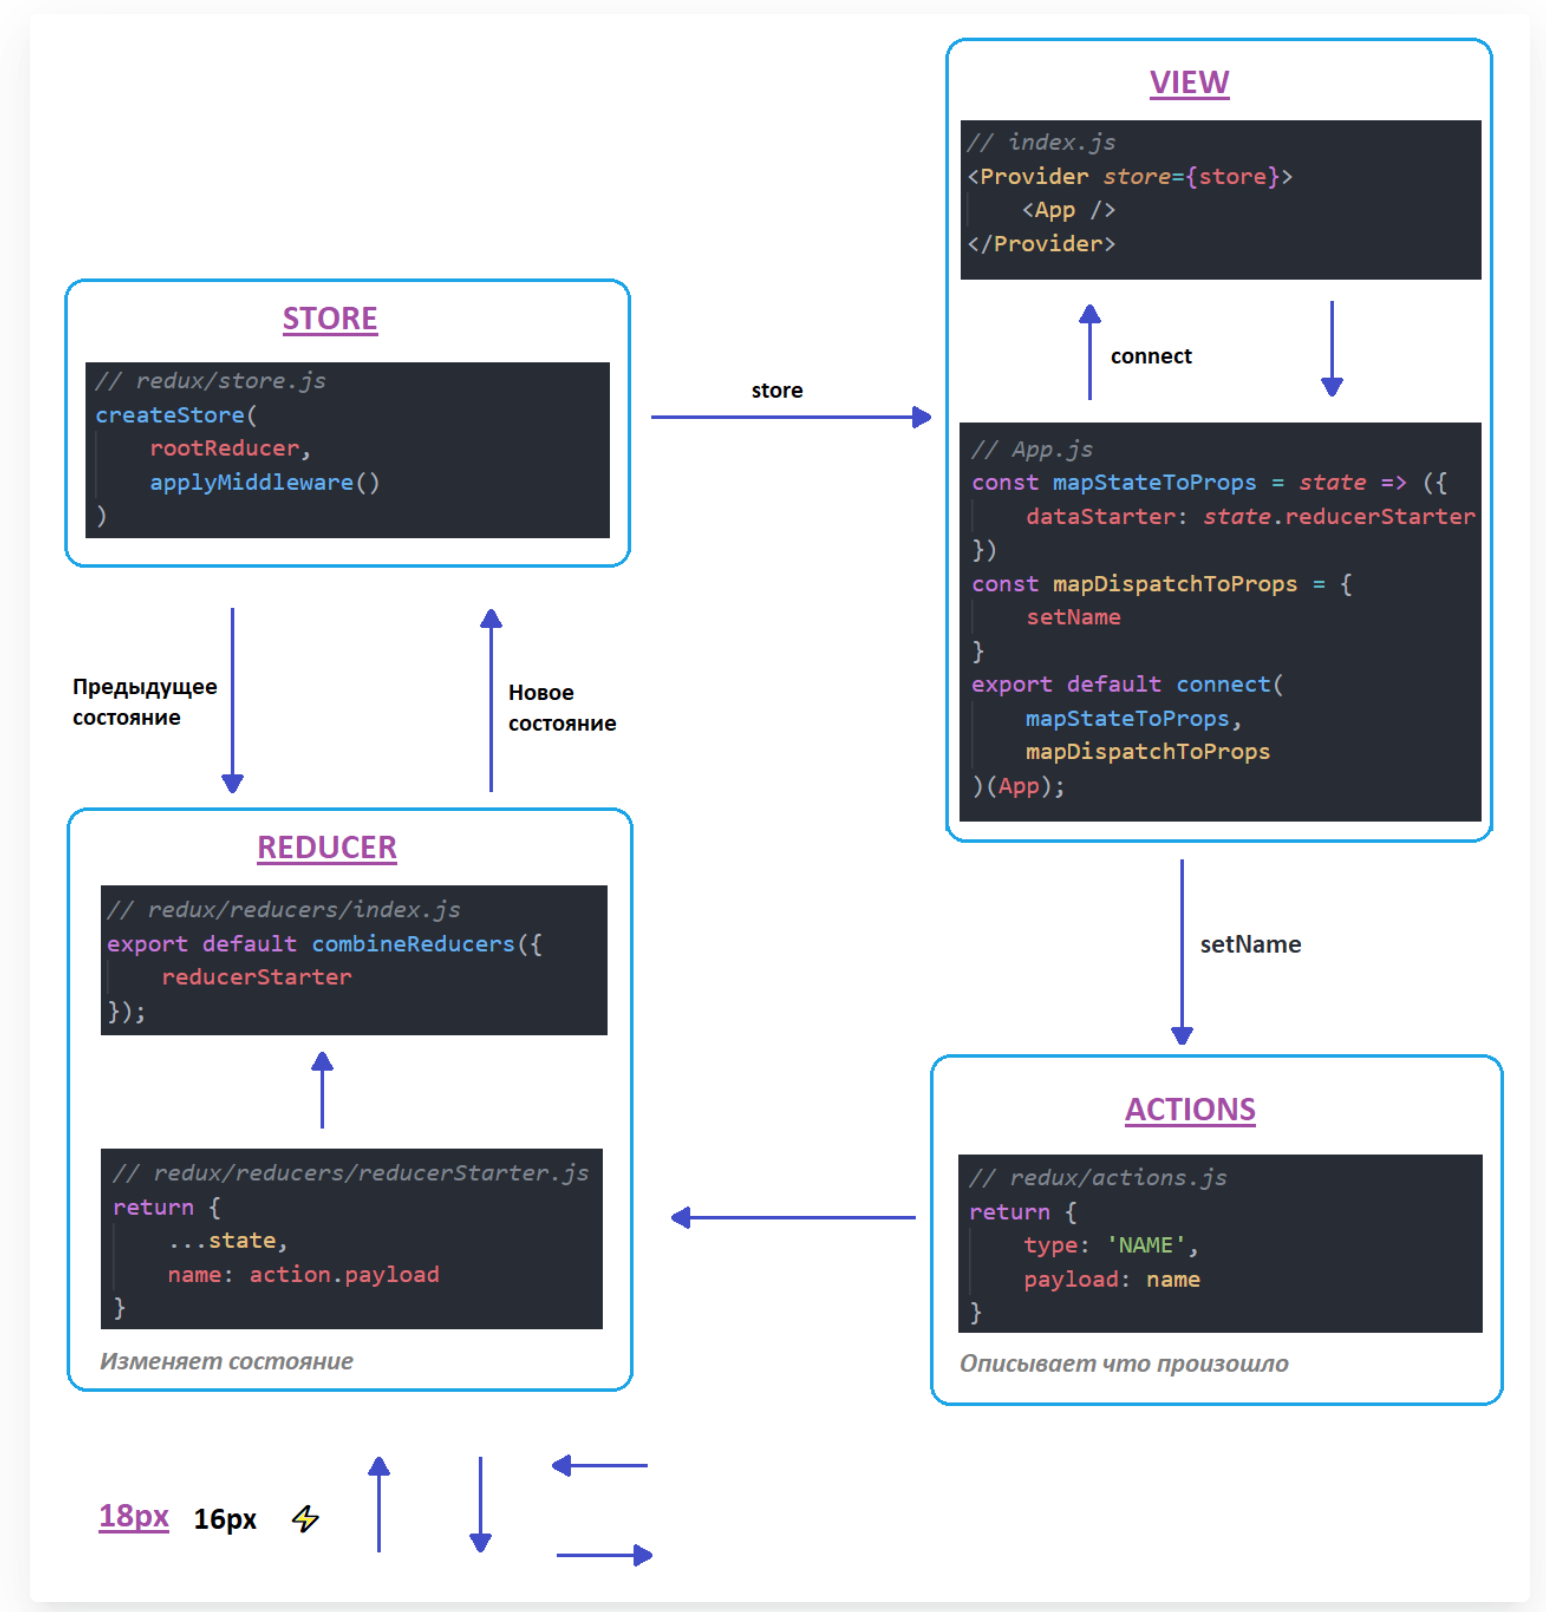 VIEW
// index.js
<Provider store={store}>
    <App />
</Provider>
connect
// App.js
const mapStateToProps = state => ({
    dataStarter: state.reducerStarter
})
const mapDispatchToProps = {
    setName
}
export default connect(
    mapStateToProps,
    mapDispatchToProps
)(App);
STORE
// redux/store.js
createStore(
    rootReducer,
    applyMiddleware()
)
store
Предыдущее
состояние
Новое
состояние
REDUCER
// redux/reducers/index.js
export default combineReducers({
    reducerStarter
});
// redux/reducers/reducerStarter.js
return {
    ...state,
    name: action.payload
}
Изменяет состояние
setName
ACTIONS
// redux/actions.js
return {
    type: 'NAME',
    payload: name
}
Описывает что произошло
18px 16px